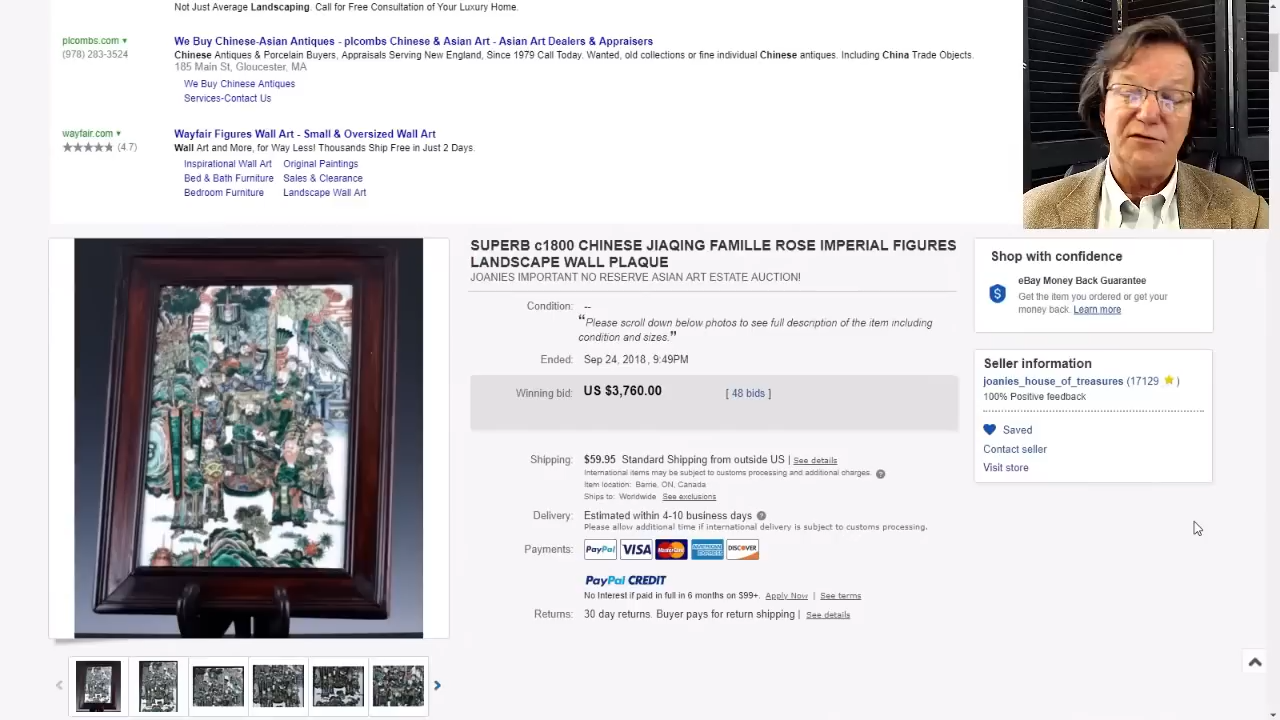 Not Just Average Landscaping. Call for Free Consultation of Your Luxury Home.
plcombs.com
(978) 283-3524
We Buy Chinese-Asian Antiques - plcombs Chinese & Asian Art - Asian Art Dealers & Appraisers
Chinese Antiques & Porcelain Buyers, Appraisals Serving New England, Since 1979 Call Today. Wanted, old collections or fine individual Chinese antiques. Including China Trade Objects.
185 Main St, Gloucester, MA
We Buy Chinese Antiques
Services-Contact Us
wayfair.com
(4.7)
Wayfair Figures Wall Art - Small & Oversized Wall Art
Wall Art and More, for Way Less! Thousands Ship Free in Just 2 Days.
Inspirational Wall Art Original Paintings
Bed & Bath Furniture Sales & Clearance
Bedroom Furniture Landscape Wall Art
SUPERB c1800 CHINESE JIAQING FAMILLE ROSE IMPERIAL FIGURES
LANDSCAPE WALL PLAQUE
JOANIES IMPORTANT NO RESERVE ASIAN ART ESTATE AUCTION!
Condition: --
“Please scroll down below photos to see full description of the item including
condition and sizes.”
Ended: Sep 24, 2018 , 9:49PM
Winning bid: US $3,760.00 [ 48 bids ]
Shipping: $59.95 Standard Shipping from outside US | See details
International items may be subject to customs processing and additional charges. ?
Item location: Barrie, ON, Canada
Ships to: Worldwide See exclusions
Delivery: Estimated within 4-10 business days ?
Please allow additional time if international delivery is subject to customs processing.
Payments: PayPal VISA MasterCard AMERICAN EXPRESS DISCOVER
PayPal CREDIT
No Interest if paid in full in 6 months on $99+. Apply Now | See terms
Returns: 30 day returns. Buyer pays for return shipping | See details
Shop with confidence
eBay Money Back Guarantee
Get the item you ordered or get your
money back. Learn more
Seller information
joanies_house_of_treasures (17129 )
100% Positive feedback
Saved
Contact seller
Visit store